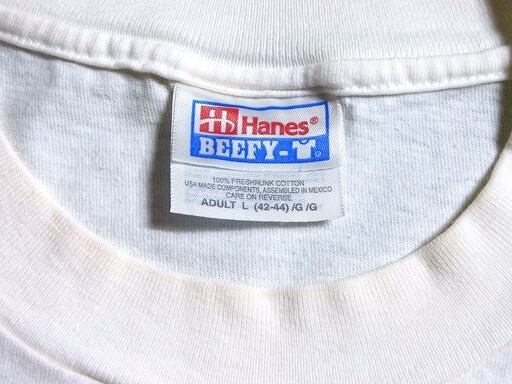 Hanes®
BEEFY-T®
100% PRESHRUNK COTTON
USA MADE COMPONENTS, ASSEMBLED IN MEXICO
CARE ON REVERSE
ADULT L (42-44) /G /G